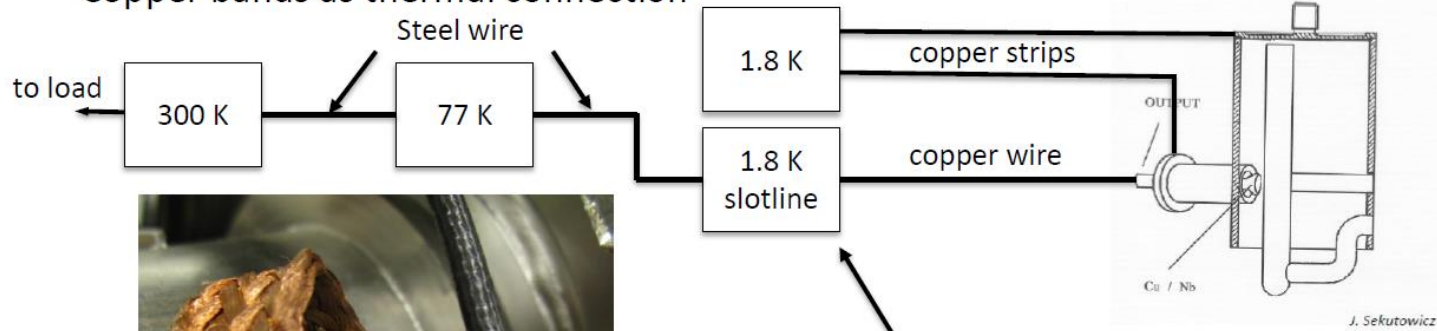 Copper bands as thermal connection
Steel wire
to load
300 K
77 K
1.8 K
copper strips
1.8 K
slotline
copper wire
OUTPUT
Cu / Nb
J. Sekutowicz